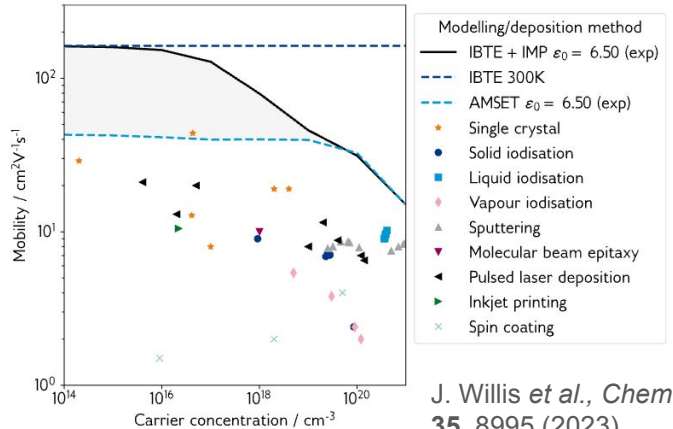 Mobility / cm²V⁻¹s⁻¹
10²
10¹
10⁰
10¹⁴
10¹⁶
10¹⁸
10²⁰
Carrier concentration / cm⁻³
Modelling/deposition method
IBTE + IMP ε₀ = 6.50 (exp)
IBTE 300K
AMSET ε₀ = 6.50 (exp)
Single crystal
Solid iodisation
Liquid iodisation
Vapour iodisation
Sputtering
Molecular beam epitaxy
Pulsed laser deposition
Inkjet printing
Spin coating
J. Willis et al., Chem
35, 8995 (2023)